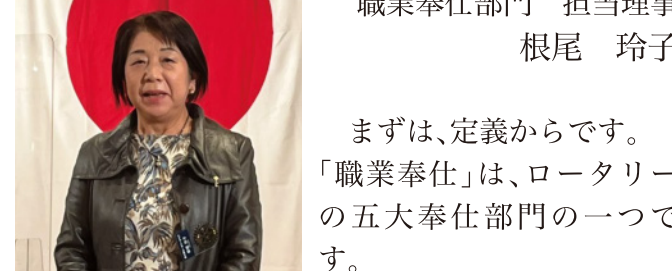 職業奉仕部門 担当理事
根尾 玲子
まずは、定義からです。
「職業奉仕」は、ロータリー
の五大奉仕部門の一つで
す。